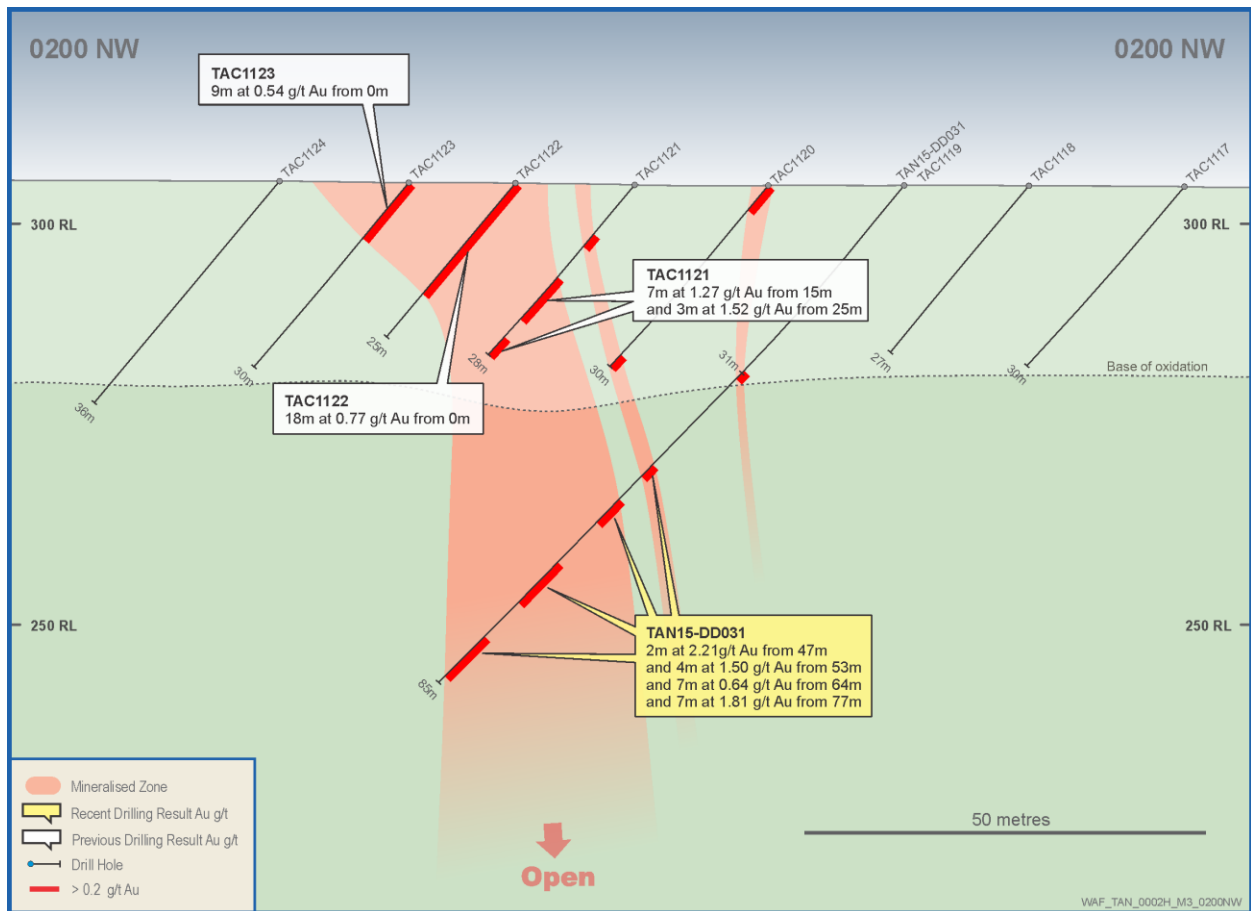 0200 NW
0200 NW
TAC1123
9m at 0.54 g/t Au from 0m
TAC1124
TAC1123
TAC1122
TAC1121
TAC1120
TAN15-DD031
TAC1119
TAC1118
TAC1117
300 RL
300 RL
TAC1121
7m at 1.27 g/t Au from 15m
and 3m at 1.52 g/t Au from 25m
25m
28m
30m
30m
31m
27m
30m
Base of oxidation
36m
TAC1122
18m at 0.77 g/t Au from 0m
250 RL
250 RL
TAN15-DD031
2m at 2.21g/t Au from 47m
and 4m at 1.50 g/t Au from 53m
and 7m at 0.64 g/t Au from 64m
and 7m at 1.81 g/t Au from 77m
85m
Mineralised Zone
Recent Drilling Result Au g/t
Previous Drilling Result Au g/t
Drill Hole
> 0.2 g/t Au
50 metres
Open
WAF_TAN_0002H_M3_0200NW